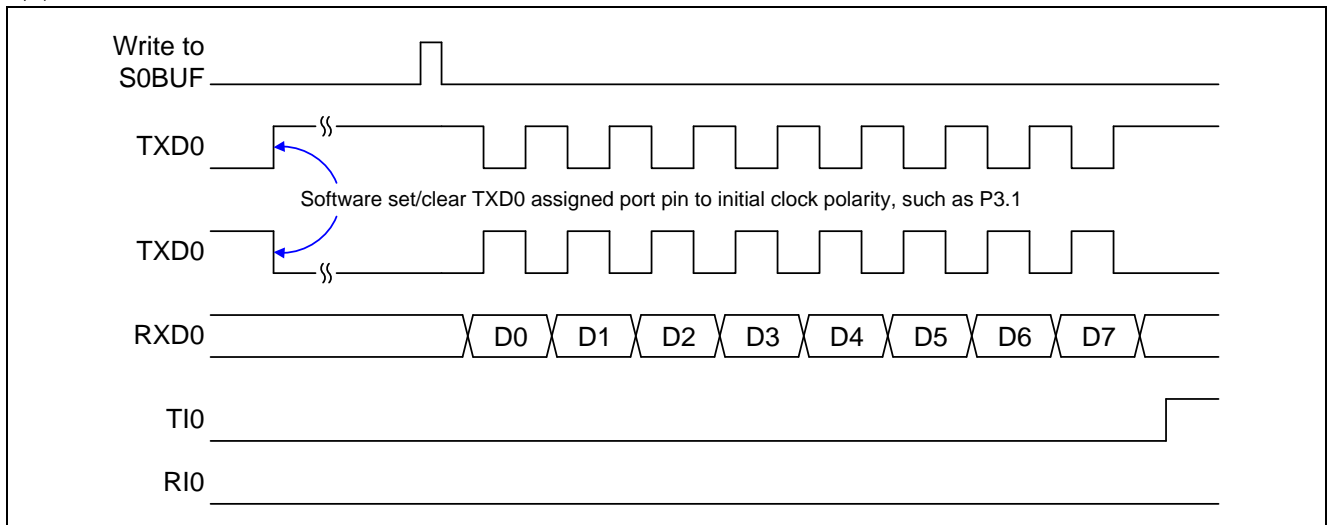 Write to
S0BUF
TXD0
Software set/clear TXD0 assigned port pin to initial clock polarity, such as P3.1
TXD0
RXD0 D0 D1 D2 D3 D4 D5 D6 D7
TI0
RI0